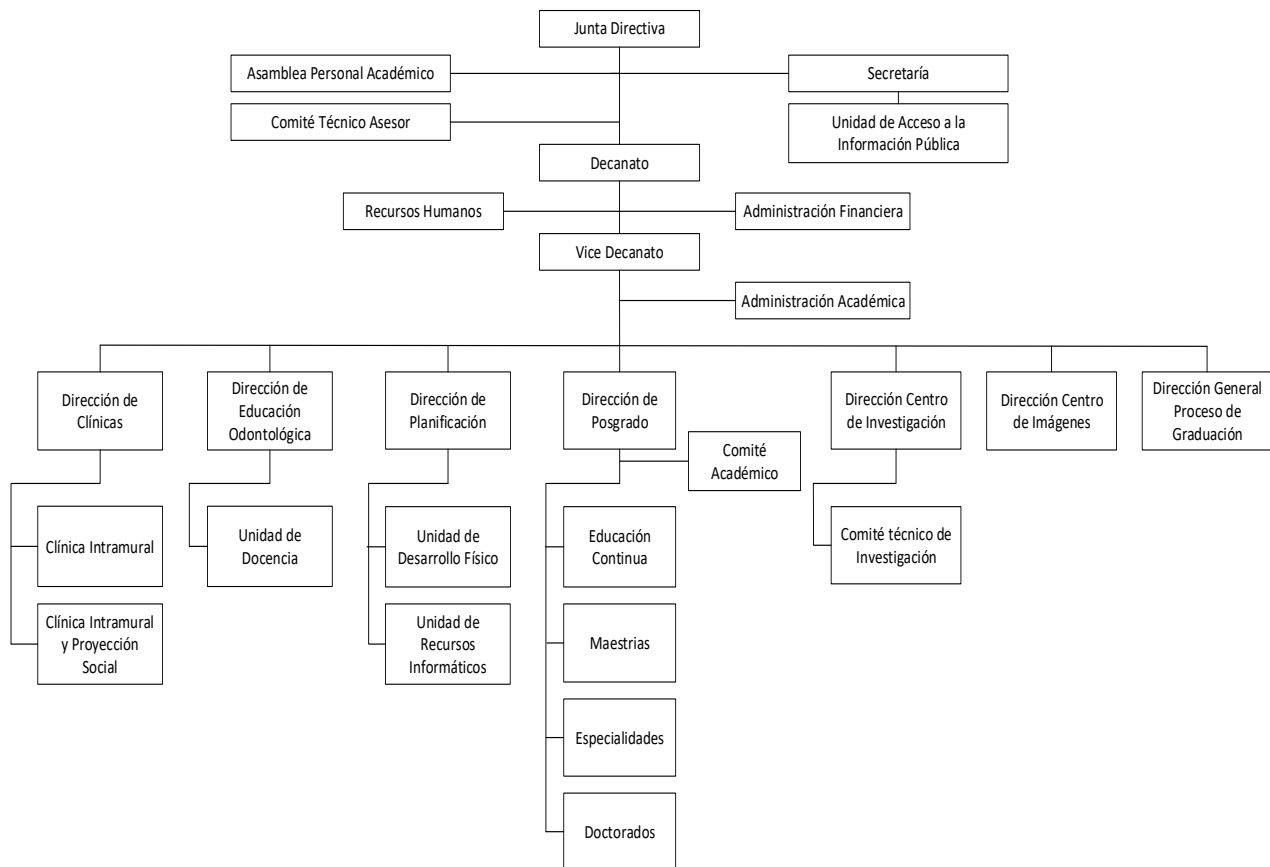 Junta Directiva
Asamblea Personal Académico
Secretaría
Comité Técnico Asesor
Unidad de Acceso a la
Información Pública
Decanato
Recursos Humanos
Administración Financiera
Vice Decanato
Administración Académica
Dirección de
Clínicas
Dirección de
Educación
Odontológica
Dirección de
Planificación
Dirección de
Posgrado
Dirección Centro
de Investigación
Dirección Centro
de Imágenes
Dirección General
Proceso de
Graduación
Comité
Académico
Clínica Intramural
Unidad de
Docencia
Unidad de
Desarrollo Físico
Educación
Continua
Comité técnico de
Investigación
Clínica Intramural
y Proyección
Social
Unidad de
Recursos
Informáticos
Maestrias
Especialidades
Doctorados